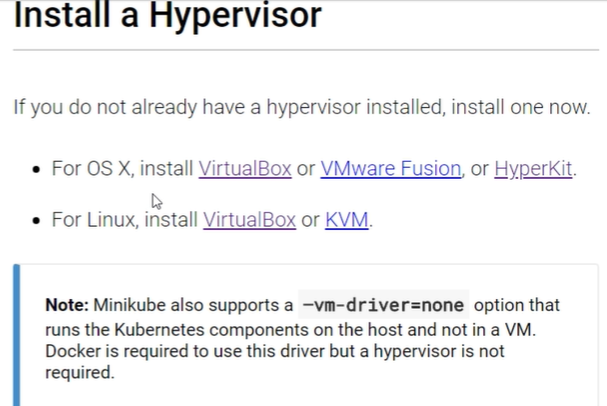 Install a Hypervisor
If you do not already have a hypervisor installed, install one now.
• For OS X, install VirtualBox or VMware Fusion, or HyperKit.
• For Linux, install VirtualBox or KVM.
Note: Minikube also supports a —vm-driver=none option that
runs the Kubernetes components on the host and not in a VM.
Docker is required to use this driver but a hypervisor is not
required.